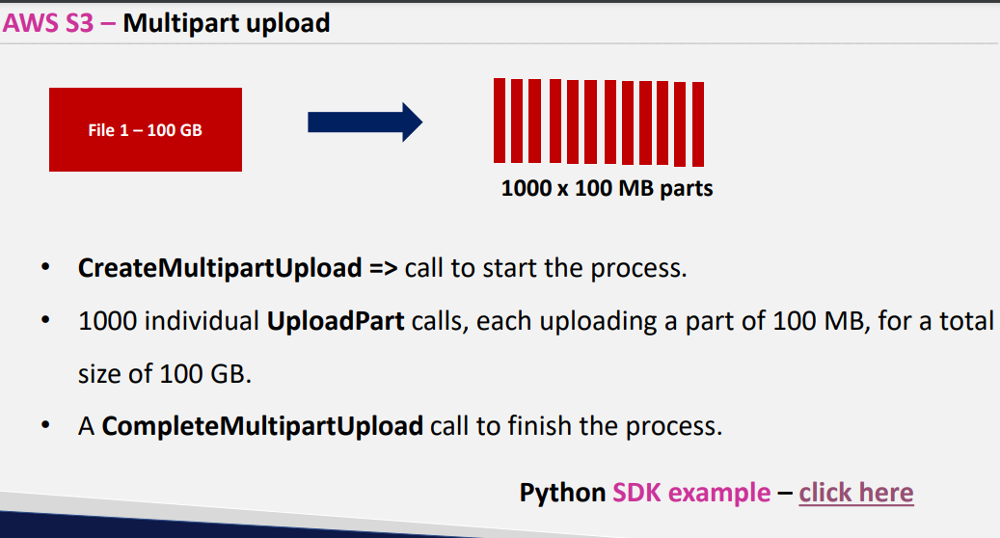 AWS S3 – Multipart upload
File 1 – 100 GB
1000 x 100 MB parts
• CreateMultipartUpload => call to start the process.
• 1000 individual UploadPart calls, each uploading a part of 100 MB, for a total
size of 100 GB.
• A CompleteMultipartUpload call to finish the process.
Python SDK example – click here